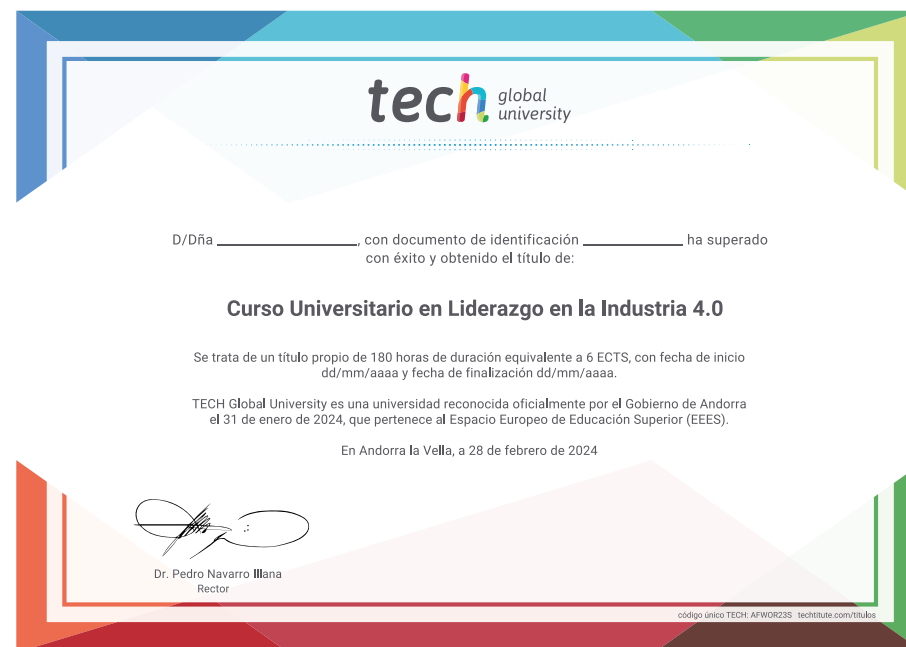 tech global university
D/Dña ____________________, con documento de identificación ______________ ha superado
con éxito y obtenido el título de:
Curso Universitario en Liderazgo en la Industria 4.0
Se trata de un título propio de 180 horas de duración equivalente a 6 ECTS, con fecha de inicio
dd/mm/aaaa y fecha de finalización dd/mm/aaaa.
TECH Global University es una universidad reconocida oficialmente por el Gobierno de Andorra
el 31 de enero de 2024, que pertenece al Espacio Europeo de Educación Superior (EEES).
En Andorra la Vella, a 28 de febrero de 2024
Dr. Pedro Navarro Illana
Rector
código único TECH: AFWOR23S techtitute.com/titulos